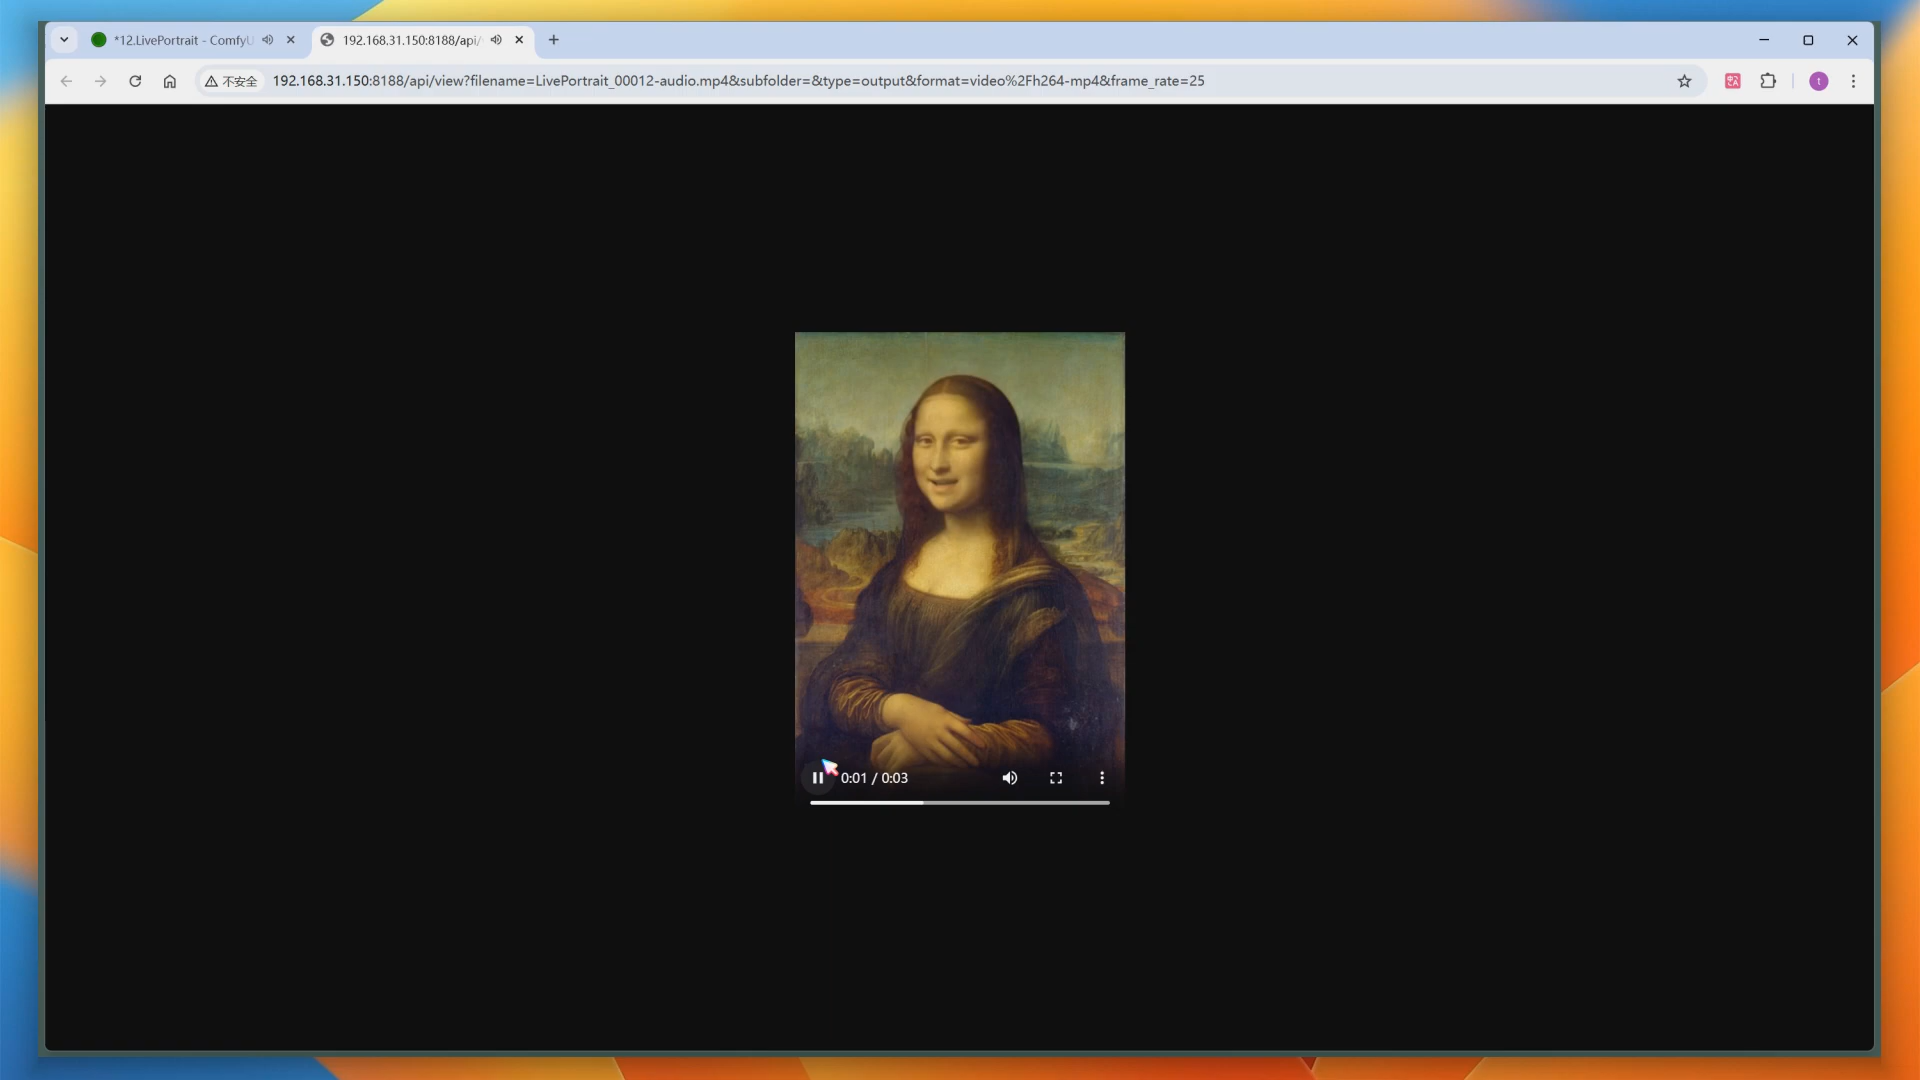 *12.LivePortrait - ComfyU
192.168.31.150:8188/api/
不安全
192.168.31.150:8188/api/view?filename=LivePortrait_00012-audio.mp4&subfolder=&type=output&format=video%2Fh264-mp4&frame_rate=25
t
0:01 / 0:03